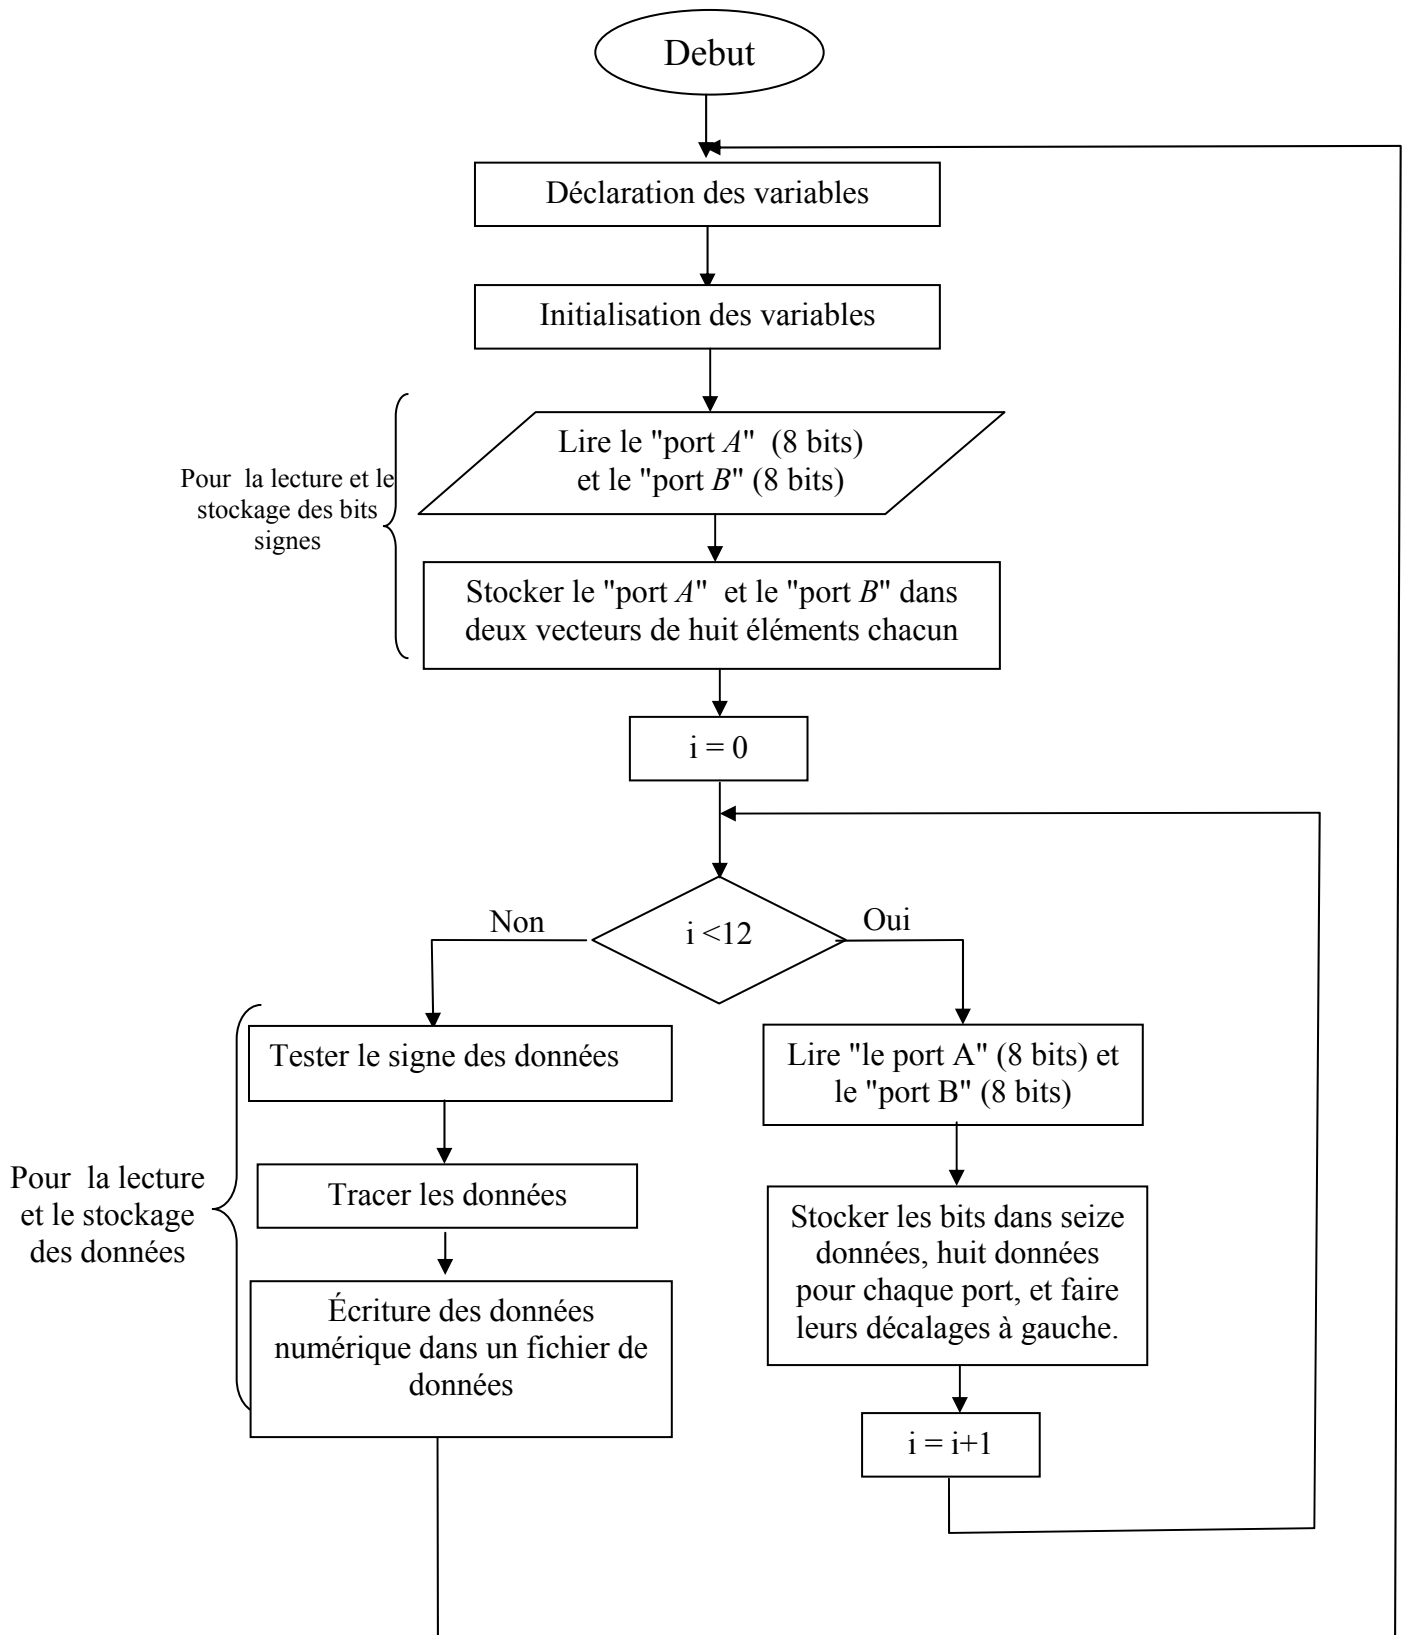 Debut
Déclaration des variables
Initialisation des variables
Lire le "port A" (8 bits)
et le "port B" (8 bits)
Pour la lecture et le
stockage des bits
signes
Stocker le "port A" et le "port B" dans
deux vecteurs de huit éléments chacun
i = 0
i <12
Non
Oui
Tester le signe des données
Tracer les données
Écriture des données
numérique dans un fichier de
données
Pour la lecture
et le stockage
des données
Lire "le port A" (8 bits) et
le "port B" (8 bits)
Stocker les bits dans seize
données, huit données
pour chaque port, et faire
leurs décalages à gauche.
i = i+1